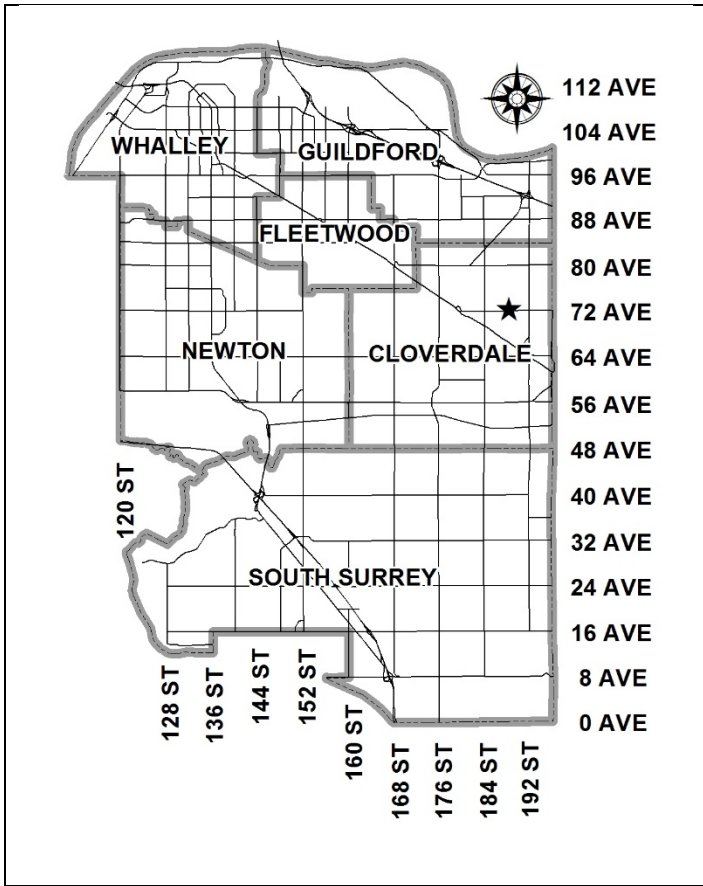 112 AVE
104 AVE
WHALLEY
GUILDFORD
96 AVE
88 AVE
FLEETWOOD
80 AVE
72 AVE
NEWTON
CLOVERDALE
64 AVE
56 AVE
48 AVE
120 ST
40 AVE
32 AVE
SOUTH SURREY
24 AVE
16 AVE
8 AVE
0 AVE
128 ST
136 ST
144 ST
152 ST
160 ST
168 ST
176 ST
184 ST
192 ST